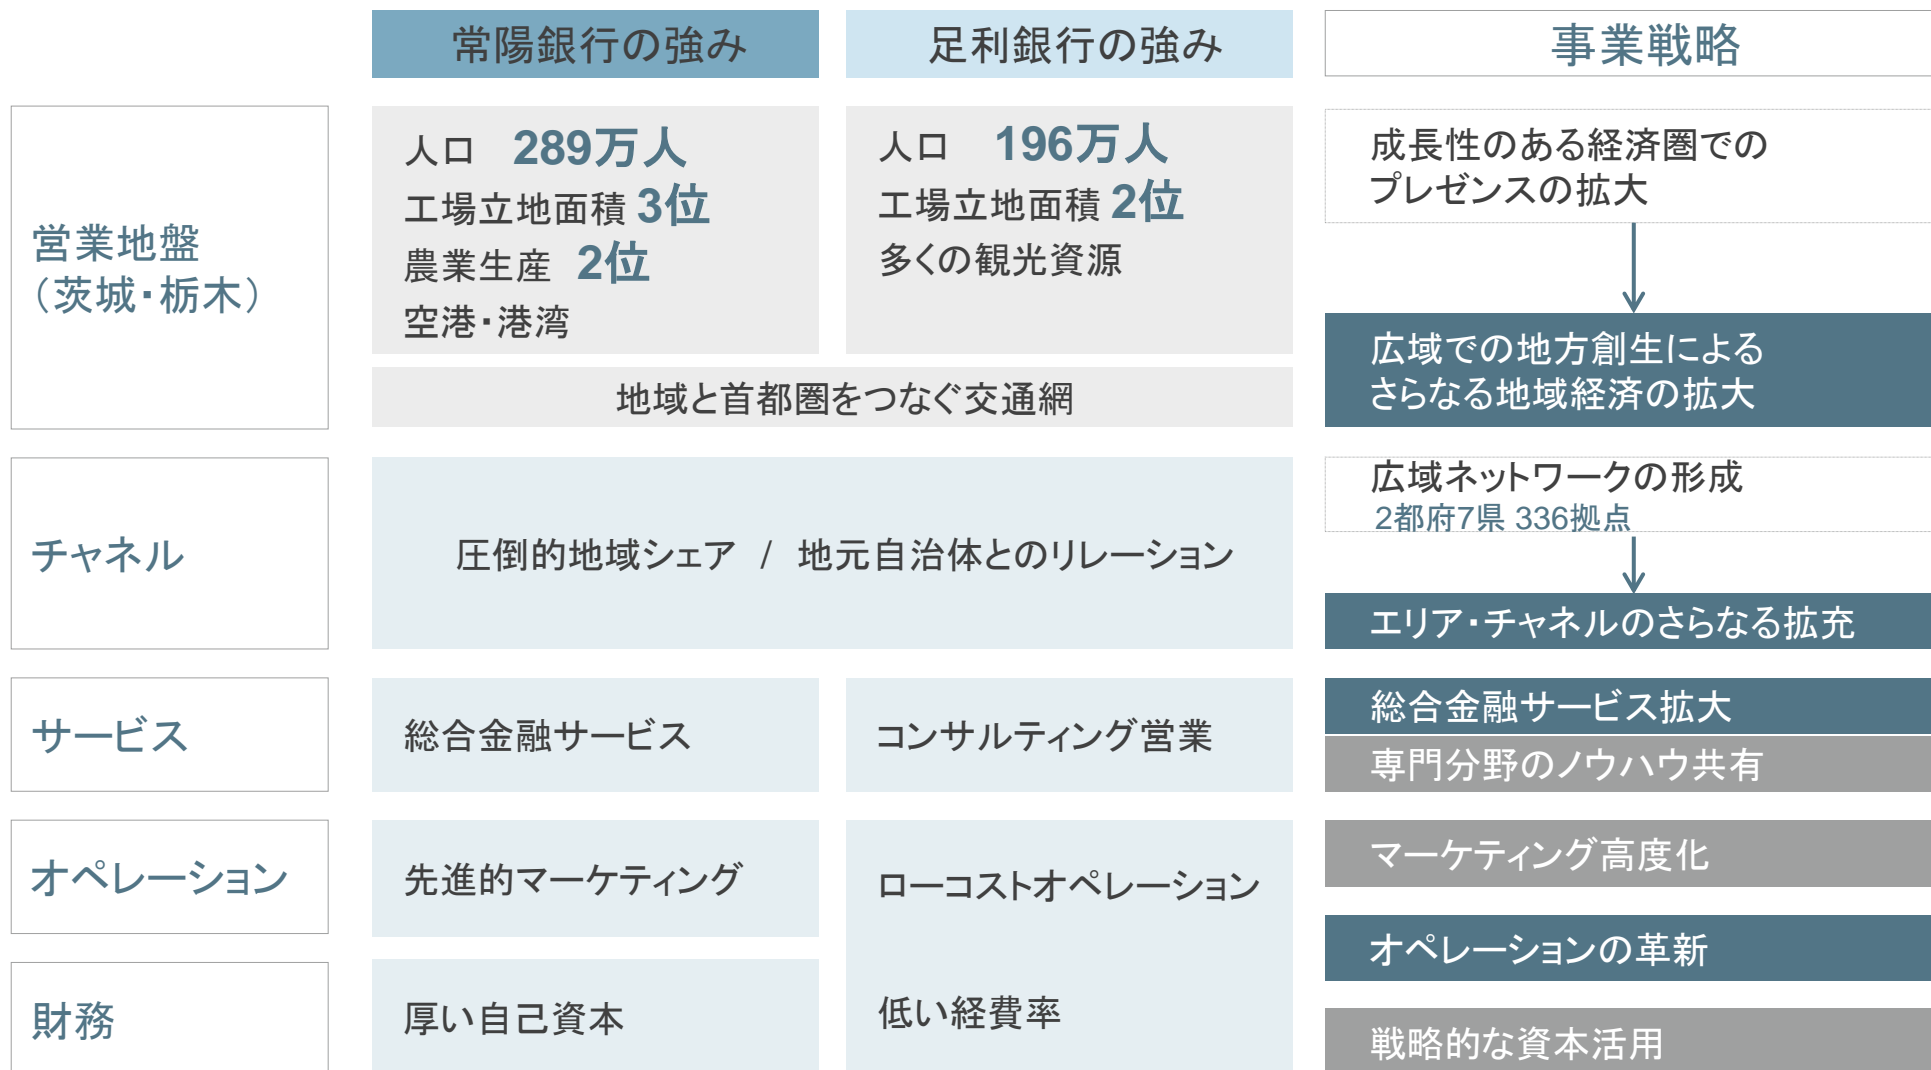 常陽銀行の強み
足利銀行の強み
事業戦略
営業地盤
（茨城・栃木）
人口 289万人
工場立地面積 3位
農業生産 2位
空港・港湾
人口 196万人
工場立地面積 2位
多くの観光資源
地域と首都圏をつなぐ交通網
成長性のある経済圏での
プレゼンスの拡大
広域での地方創生による
さらなる地域経済の拡大
チャネル
圧倒的地域シェア / 地元自治体とのリレーション
広域ネットワークの形成
2都府7県 336拠点
エリア・チャネルのさらなる拡充
サービス
総合金融サービス
コンサルティング営業
総合金融サービス拡大
専門分野のノウハウ共有
オペレーション
先進的マーケティング
ローコストオペレーション
マーケティング高度化
オペレーションの革新
財務
厚い自己資本
低い経費率
戦略的な資本活用